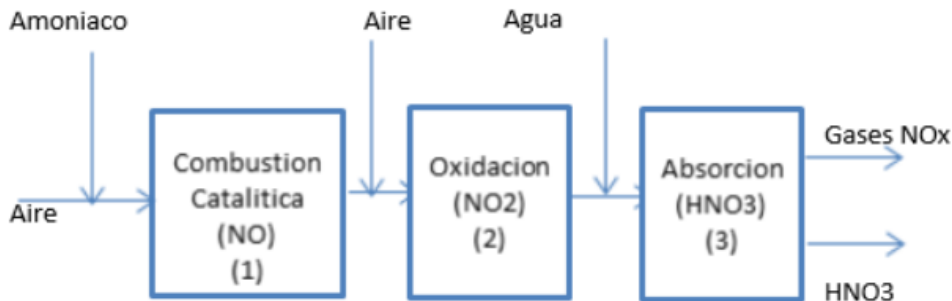 Amoniaco
Aire
Agua
Aire
Combustion
Catalitica
(NO)
(1)
Oxidacion
(NO2)
(2)
Absorcion
(HNO3)
(3)
Gases NOx
HNO3